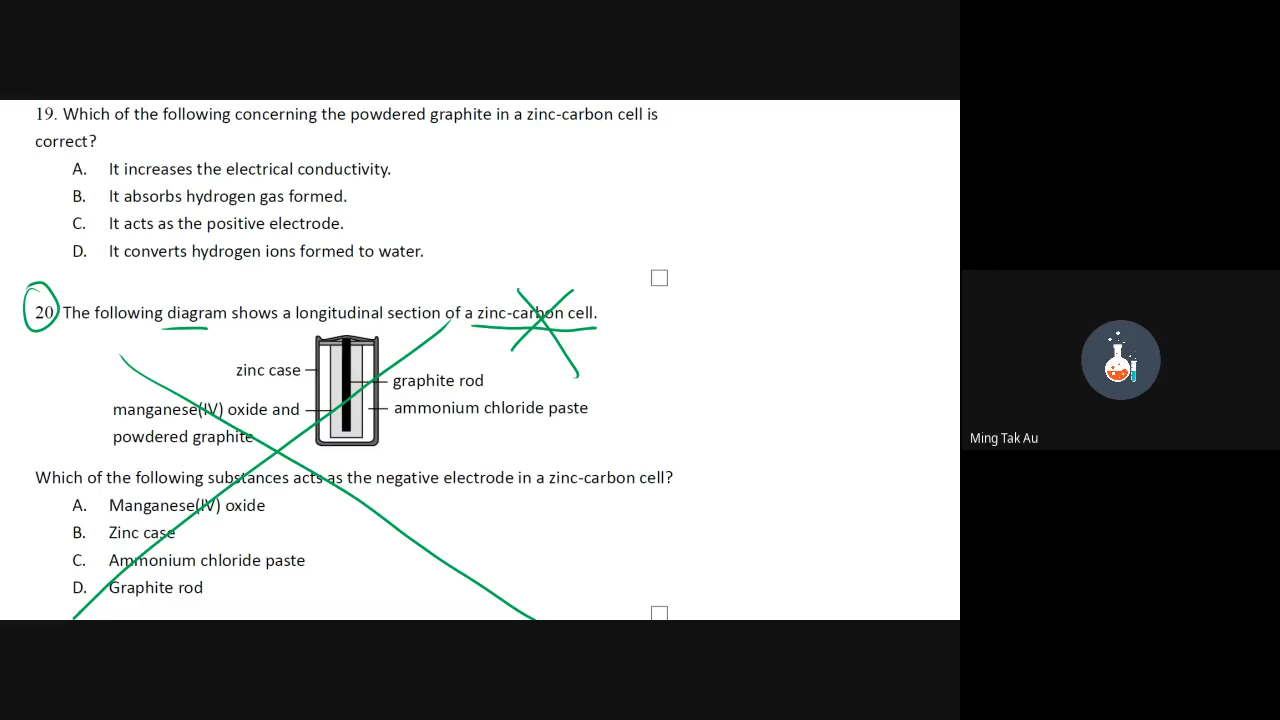 19. Which of the following concerning the powdered graphite in a zinc-carbon cell is
correct?
A. It increases the electrical conductivity.
B. It absorbs hydrogen gas formed.
C. It acts as the positive electrode.
D. It converts hydrogen ions formed to water.
20. The following diagram shows a longitudinal section of a zinc-carbon cell.
zinc case
graphite rod
manganese(IV) oxide and
powdered graphite
ammonium chloride paste
Which of the following substances acts as the negative electrode in a zinc-carbon cell?
A. Manganese(IV) oxide
B. Zinc case
C. Ammonium chloride paste
D. Graphite rod
Ming Tak Au